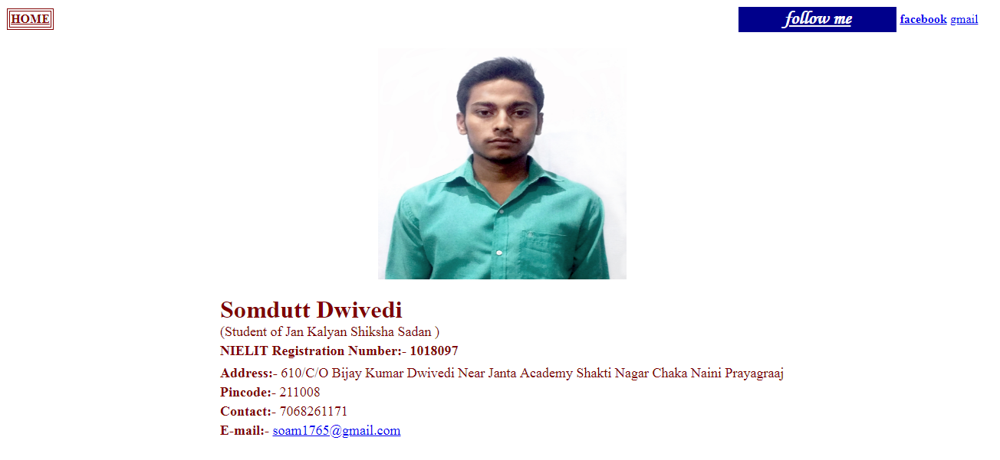 HOME
follow me facebook gmail
Somdutt Dwivedi
(Student of Jan Kalyan Shiksha Sadan )
NIELIT Registration Number:- 1018097
Address:- 610/C/O Bijay Kumar Dwivedi Near Janta Academy Shakti Nagar Chaka Naini Prayagraaj
Pincode:- 211008
Contact:- 7068261171
E-mail:- soam1765@gmail.com